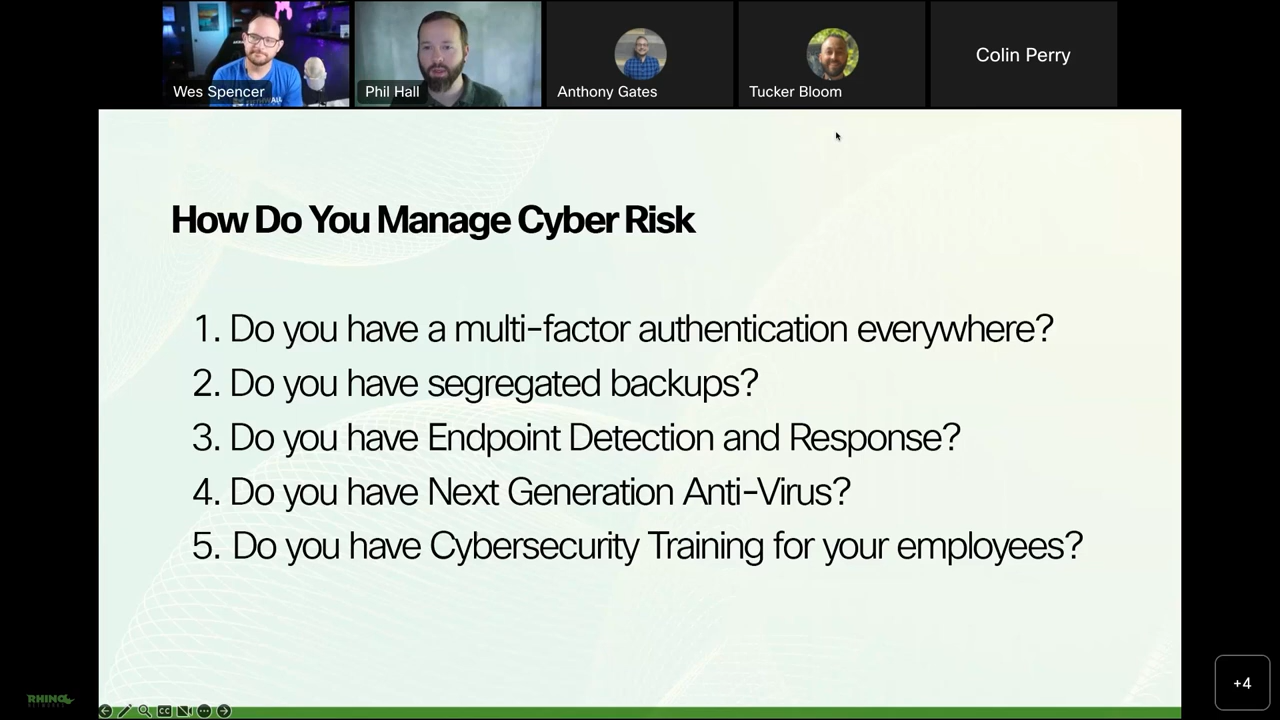 Wes Spencer
Phil Hall
Anthony Gates
Tucker Bloom
Colin Perry
How Do You Manage Cyber Risk
1. Do you have a multi-factor authentication everywhere?
2. Do you have segregated backups?
3. Do you have Endpoint Detection and Response?
4. Do you have Next Generation Anti-Virus?
5. Do you have Cybersecurity Training for your employees?
+4
RHINO
NETWORKS
CC